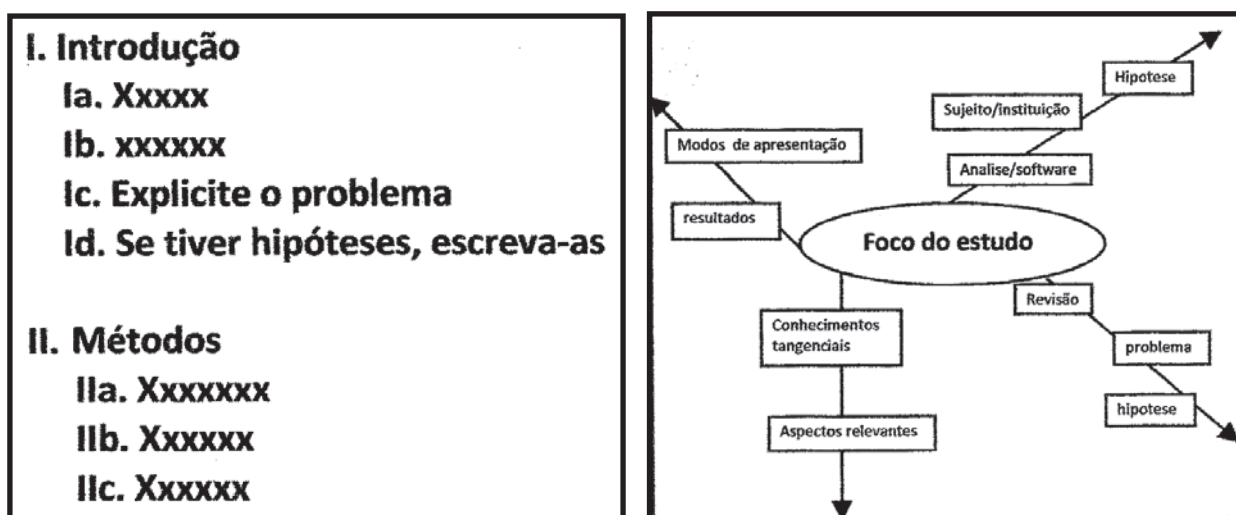 I. Introdução
Ia. Xxxxx
Ib. xxxxxx
Ic. Explicite o problema
Id. Se tiver hipóteses, escreva-as
II. Métodos
IIa. Xxxxxxx
IIb. Xxxxxx
IIc. Xxxxxx
Hipotese
Sujeito/instituição
Modos de apresentação
Analise/software
resultados
Foco do estudo
Revisão
Conhecimentos
tangenciais
problema
hipotese
Aspectos relevantes